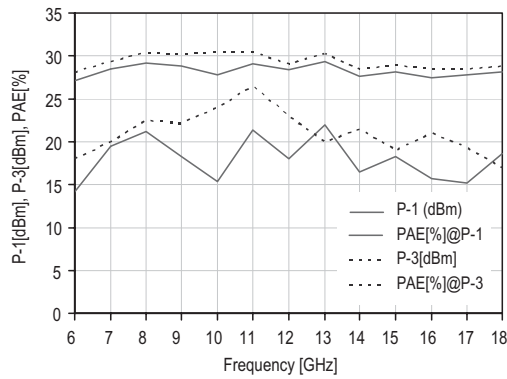 35
30
25
20
15
10
5
0
P-1[dBm], P-3[dBm], PAE[%]
P-1 (dBm)
PAE[%]@P-1
P-3[dBm]
PAE[%]@P-3
6 7 8 9 10 11 12 13 14 15 16 17 18
Frequency [GHz]